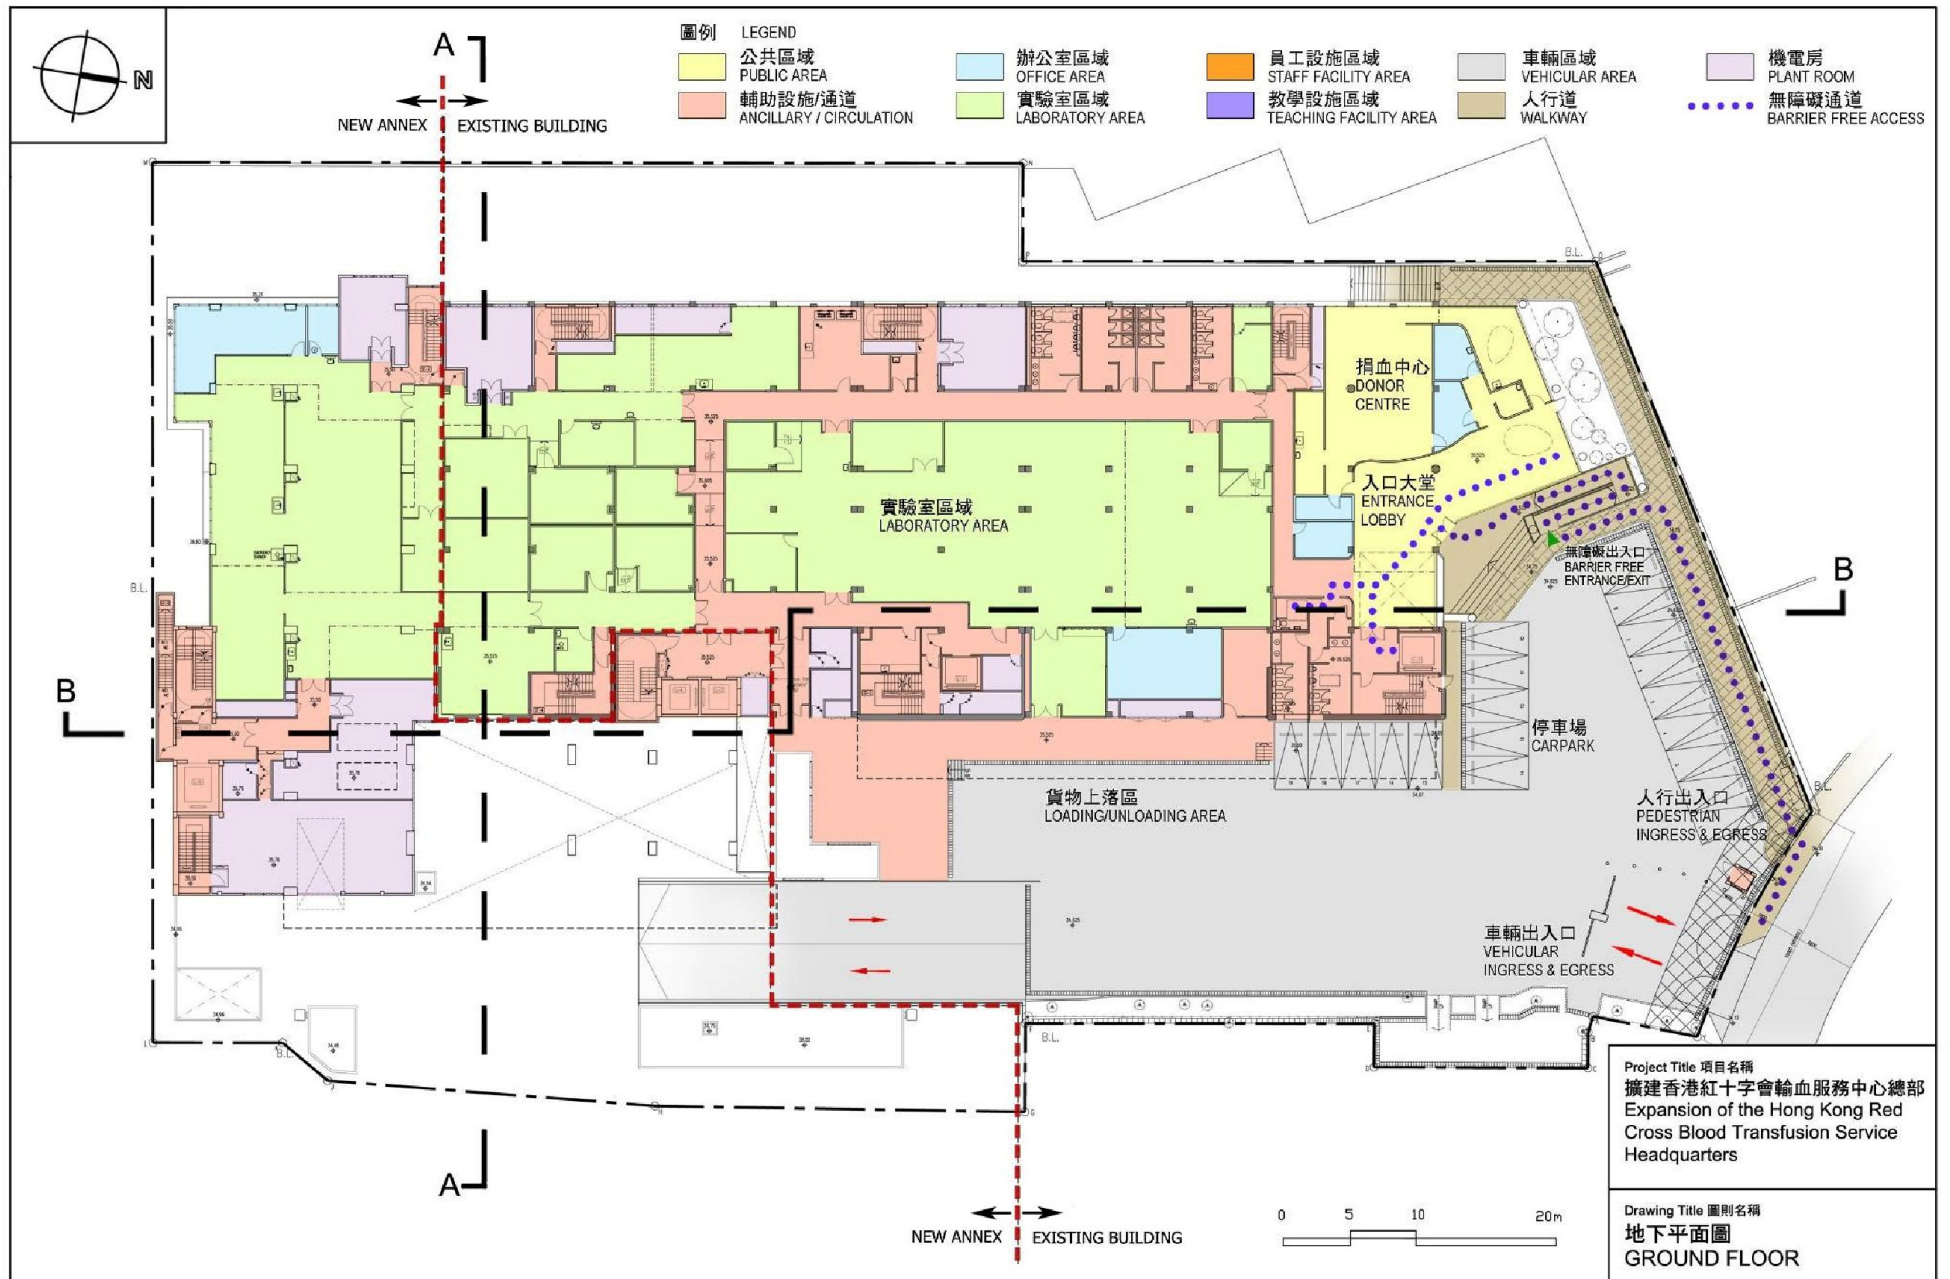 圖例 LEGEND
公共區域
PUBLIC AREA
輔助設施/通道
ANCILLARY / CIRCULATION
辦公室區域
OFFICE AREA
實驗室區域
LABORATORY AREA
員工設施區域
STAFF FACILITY AREA
教學設施區域
TEACHING FACILITY AREA
車輛區域
VEHICULAR AREA
人行道
WALKWAY
機電房
PLANT ROOM
無障礙通道
BARRIER FREE ACCESS
N
A
NEW ANNEX
EXISTING BUILDING
B.L.
捐血中心
DONOR
CENTRE
入口大堂
ENTRANCE
LOBBY
實驗室區域
LABORATORY AREA
無障礙出入口
BARRIER FREE
ENTRANCE/EXIT
B.L.
B
B
停車場
CARPARK
貨物上落區
LOADING/UNLOADING AREA
人行出入口
PEDESTRIAN
INGRESS & EGRESS
B.L.
車輛出入口
VEHICULAR
INGRESS & EGRESS
B.L.
B.L.
A
NEW ANNEX
EXISTING BUILDING
0 5 10 20m
Project Title 項目名稱
擴建香港紅十字會輸血服務中心總部
Expansion of the Hong Kong Red
Cross Blood Transfusion Service
Headquarters
Drawing Title 圖則名稱
地下平面圖
GROUND FLOOR